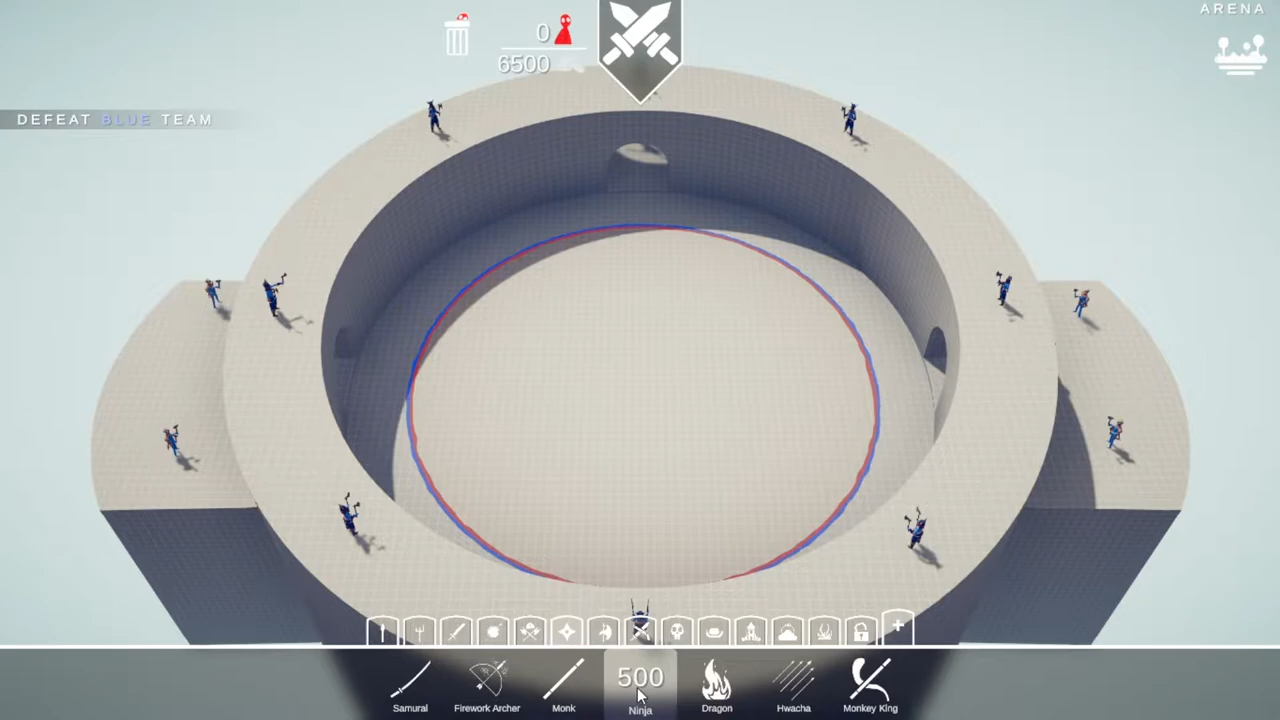 ARENA
0
6500
DEFEAT BLUE TEAM
500
Samurai
Firework Archer
Monk
Ninja
Dragon
Hwacha
Monkey King